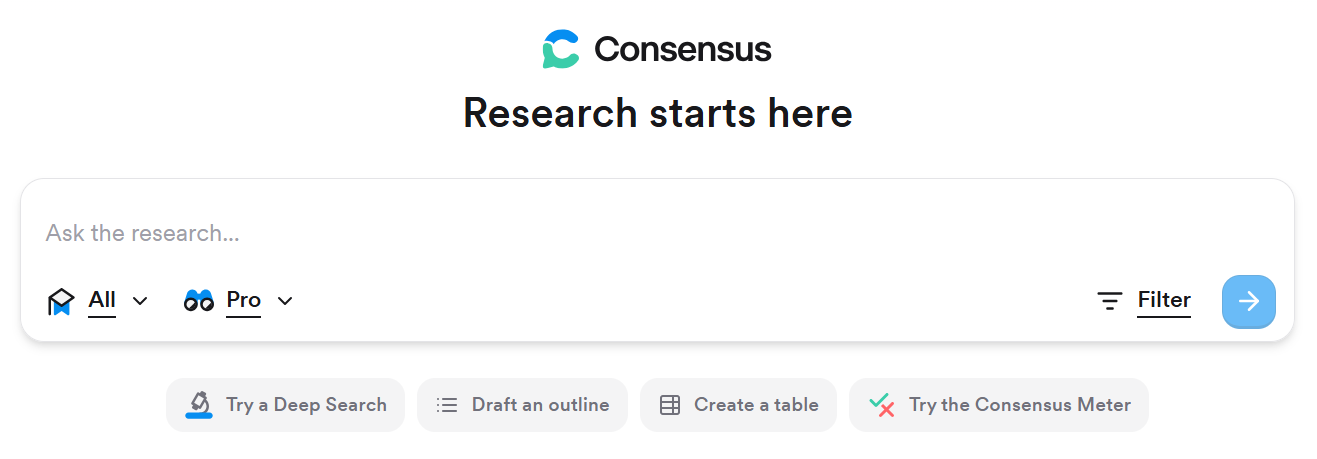 Consensus
Research starts here
Ask the research...
All Pro Filter
Try a Deep Search Draft an outline Create a table Try the Consensus Meter